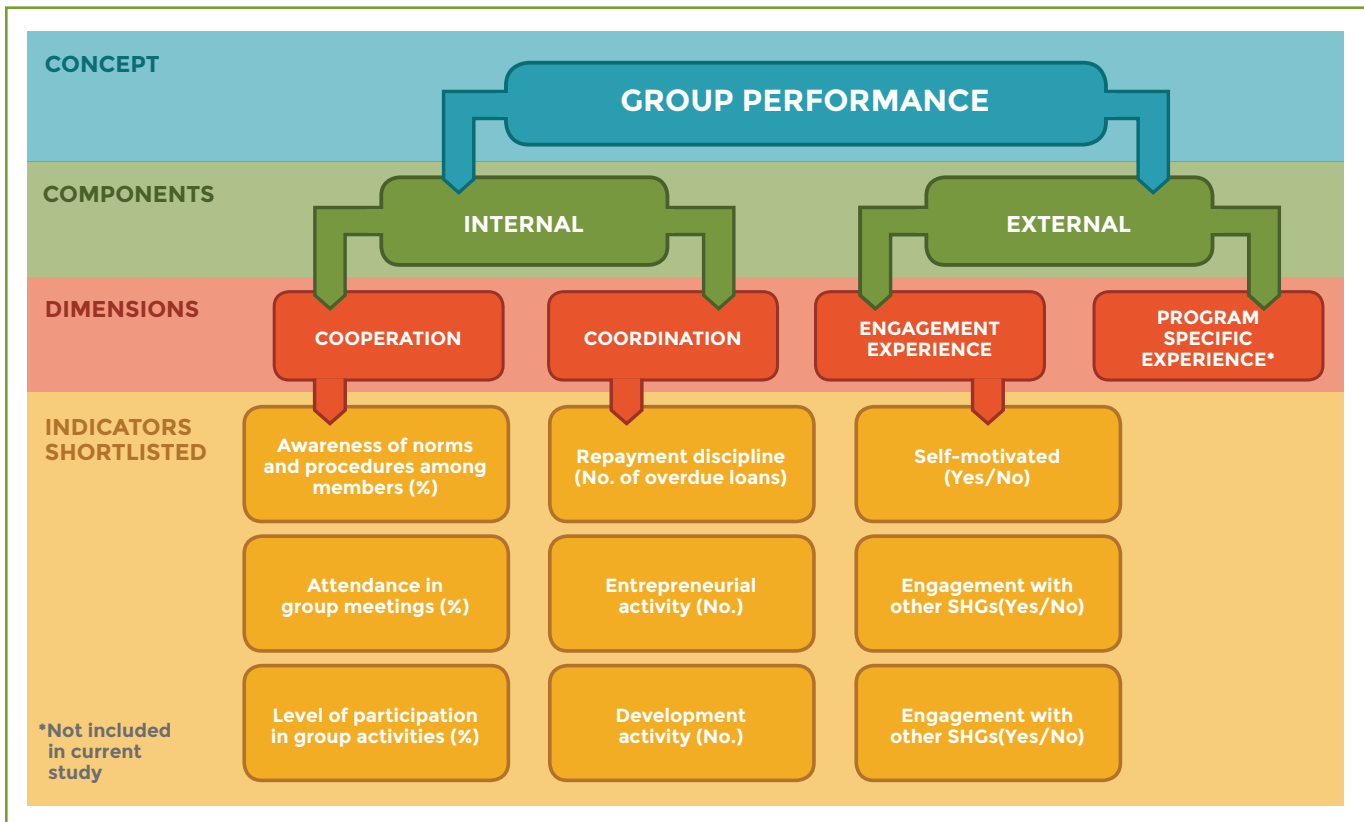 CONCEPT
GROUP PERFORMANCE
COMPONENTS
INTERNAL
EXTERNAL
DIMENSIONS
COOPERATION
COORDINATION
ENGAGEMENT
EXPERIENCE
PROGRAM
SPECIFIC
EXPERIENCE*
INDICATORS
SHORTLISTED
Awareness of norms
and procedures among
members (%)
Repayment discipline
(No. of overdue loans)
Self-motivated
(Yes/No)
Attendance in
group meetings (%)
Entrepreneurial
activity (No.)
Engagement with
other SHGs(Yes/No)
Level of participation
in group activities (%)
Development
activity (No.)
Engagement with
other SHGs(Yes/No)
*Not included
in current
study